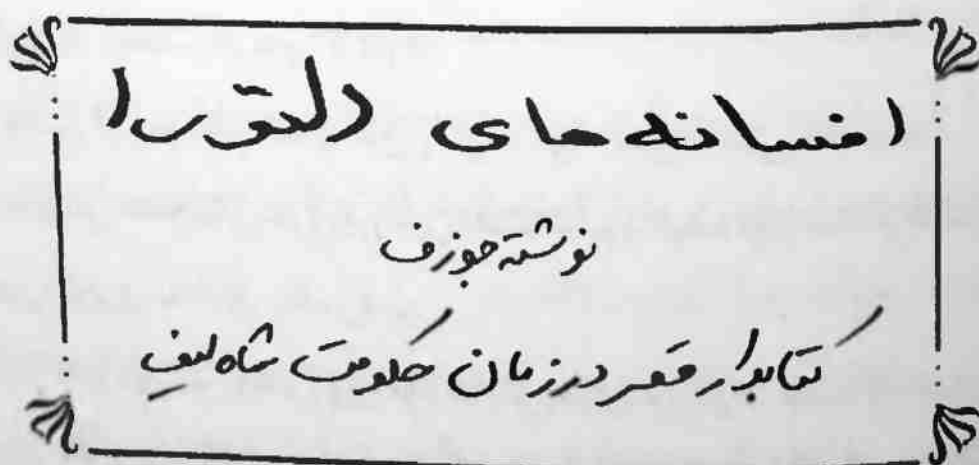 افسانه های دلتورا
نوشته جوزف
کتابدار قصر در زمان حکومت شاه لیف